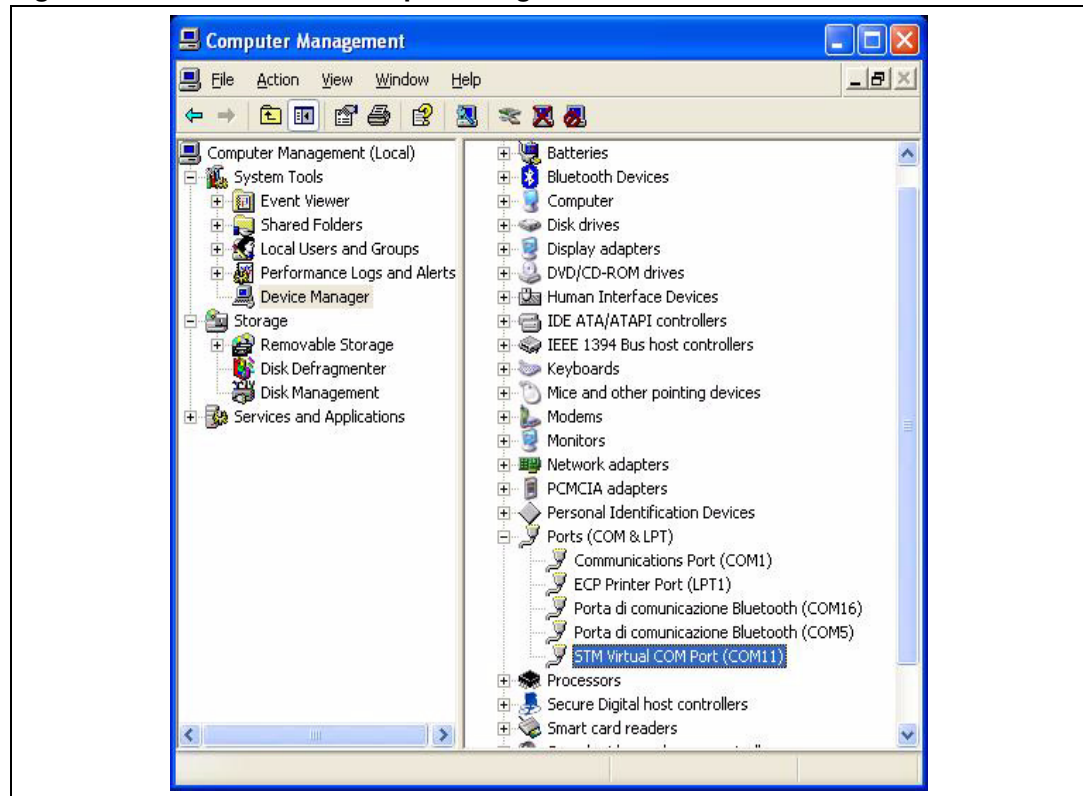 Computer Management
File Action View Window Help
Computer Management (Local)
System Tools
Event Viewer
Shared Folders
Local Users and Groups
Performance Logs and Alerts
Device Manager
Storage
Removable Storage
Disk Defragmenter
Disk Management
Services and Applications
Batteries
Bluetooth Devices
Computer
Disk drives
Display adapters
DVD/CD-ROM drives
Human Interface Devices
IDE ATA/ATAPI controllers
IEEE 1394 Bus host controllers
Keyboards
Mice and other pointing devices
Modems
Monitors
Network adapters
PCMCIA adapters
Personal Identification Devices
Ports (COM & LPT)
Communications Port (COM1)
ECP Printer Port (LPT1)
Porta di comunicazione Bluetooth (COM16)
Porta di comunicazione Bluetooth (COM5)
STM Virtual COM Port (COM11)
Processors
Secure Digital host controllers
Smart card readers